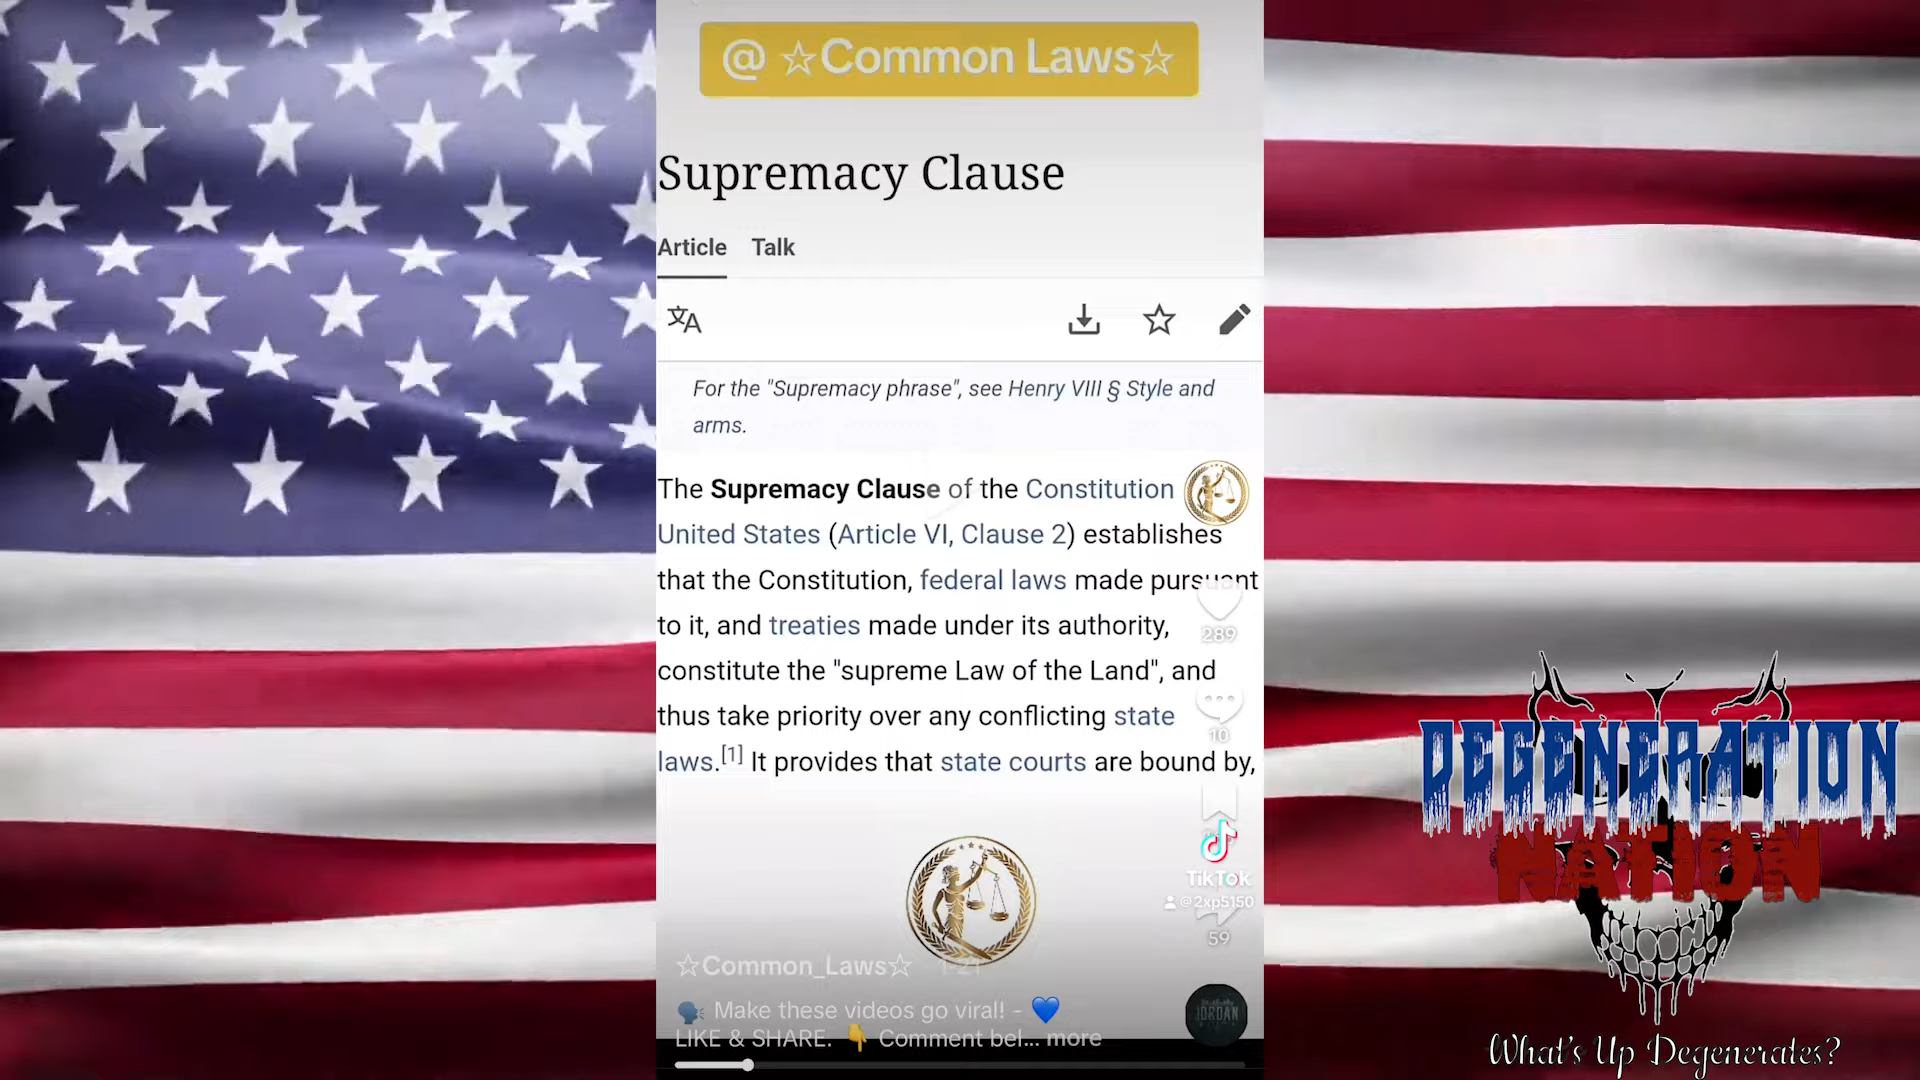 @ ☆Common Laws☆
Supremacy Clause
Article Talk
For the "Supremacy phrase", see Henry VIII § Style and
arms.
The Supremacy Clause of the Constitution
United States (Article VI, Clause 2) establishes
that the Constitution, federal laws made pursuant
to it, and treaties made under its authority,
constitute the "supreme Law of the Land", and
thus take priority over any conflicting state
laws.[1] It provides that state courts are bound by,
289
10
TikTok
@2xp5150
59
☆Common_Laws☆
🗣 Make these videos go viral! - 💙
LIKE & SHARE. 👇 Comment bel... more
JORDAN
DEGENERATION
NATION
What's Up Degenerates?